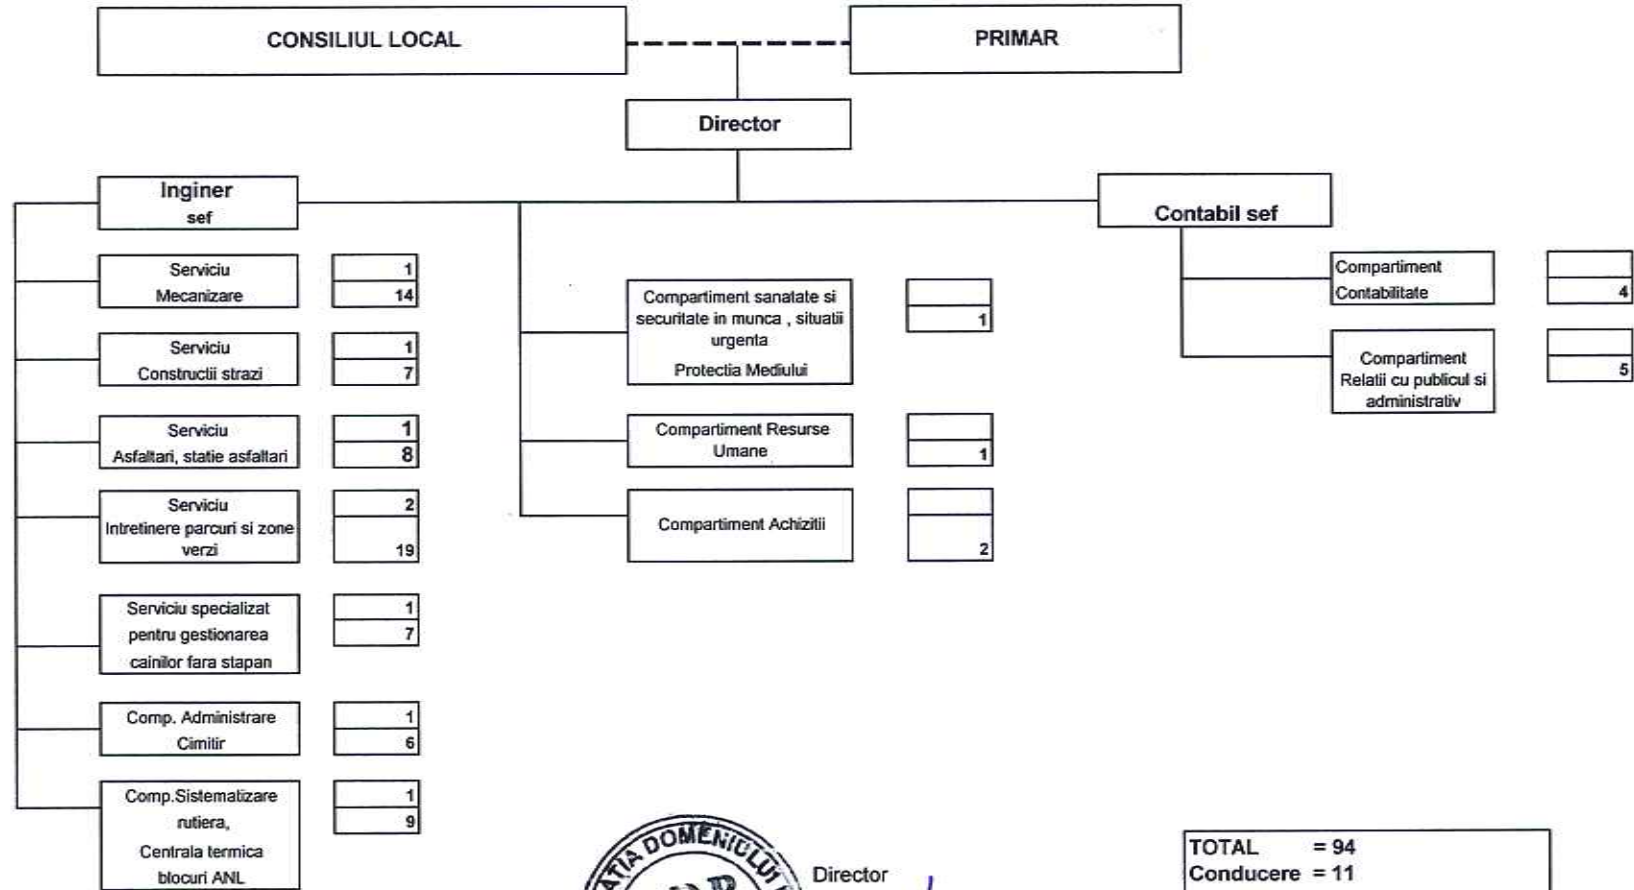 CONSILIUL LOCAL
PRIMAR
Director
Inginer
sef
Contabil sef
Serviciu
Mecanizare
1
14
Serviciu
Constructii strazi
1
7
Serviciu
Asfaltari, statie asfaltari
1
8
Serviciu
Intretinere parcuri si zone
verzi
2
19
Serviciu specializat
pentru gestionarea
cainilor fara stapan
1
7
Comp. Administrare
Cimitir
1
6
Comp.Sistematizare
rutiera,
Centrala termica
blocuri ANL
1
9
Compartiment sanatate si
securitate in munca , situatii
urgenta
Protectia Mediului
1
Compartiment Resurse
Umane
1
Compartiment Achizitii
2
Compartiment
Contabilitate
4
Compartiment
Relatii cu publicul si
administrativ
5
DOMENIULUI
Director
TOTAL = 94
Conducere = 11